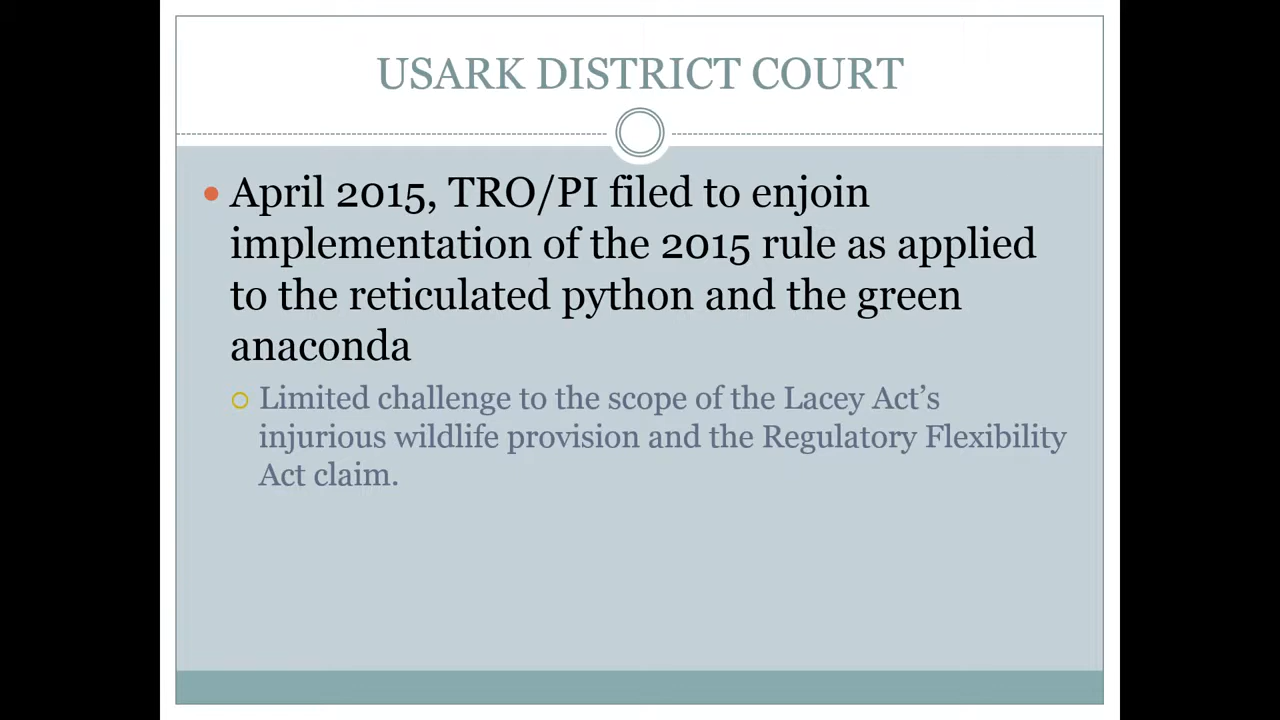 USARK DISTRICT COURT
April 2015, TRO/PI filed to enjoin
implementation of the 2015 rule as applied
to the reticulated python and the green
anaconda
Limited challenge to the scope of the Lacey Act’s
injurious wildlife provision and the Regulatory Flexibility
Act claim.